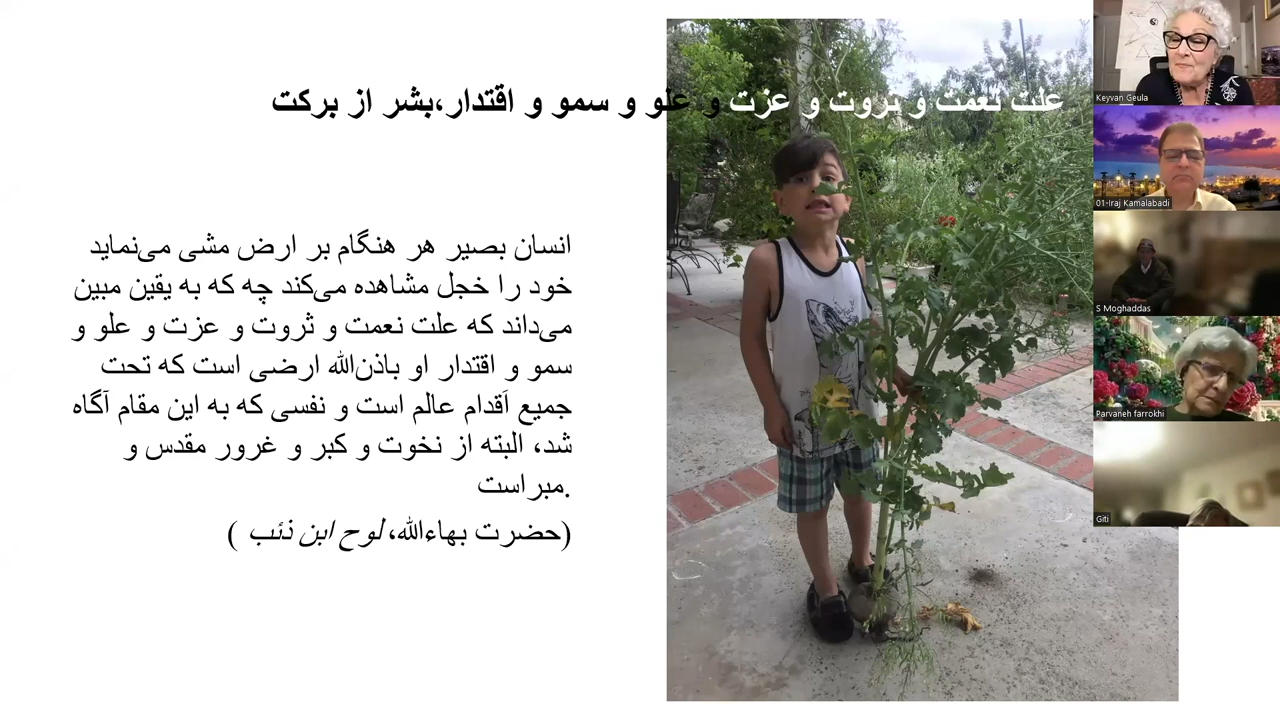 علت نعمت و ثروت و عزت و علو و سمو و اقتدار،بشر از برکت
انسان بصیر هر هنگام بر ارض مشی می‌نماید
خود را خجل مشاهده می‌کند چه که به یقین مبین
می‌داند که علت نعمت و ثروت و عزت و علو و
سمو و اقتدار او باذن‌الله ارضی است که تحت
جمیع اَقدام عالم است و نفسی که به این مقام آگاه
شد، البته از نخوت و کبر و غرور مقدس و
مبراست.
(حضرت بهاءالله،لوح ابن ذئب )
Keyvan Geula
01-Iraj Kamalabadi
S Moghaddas
Parvaneh farrokhi
Giti